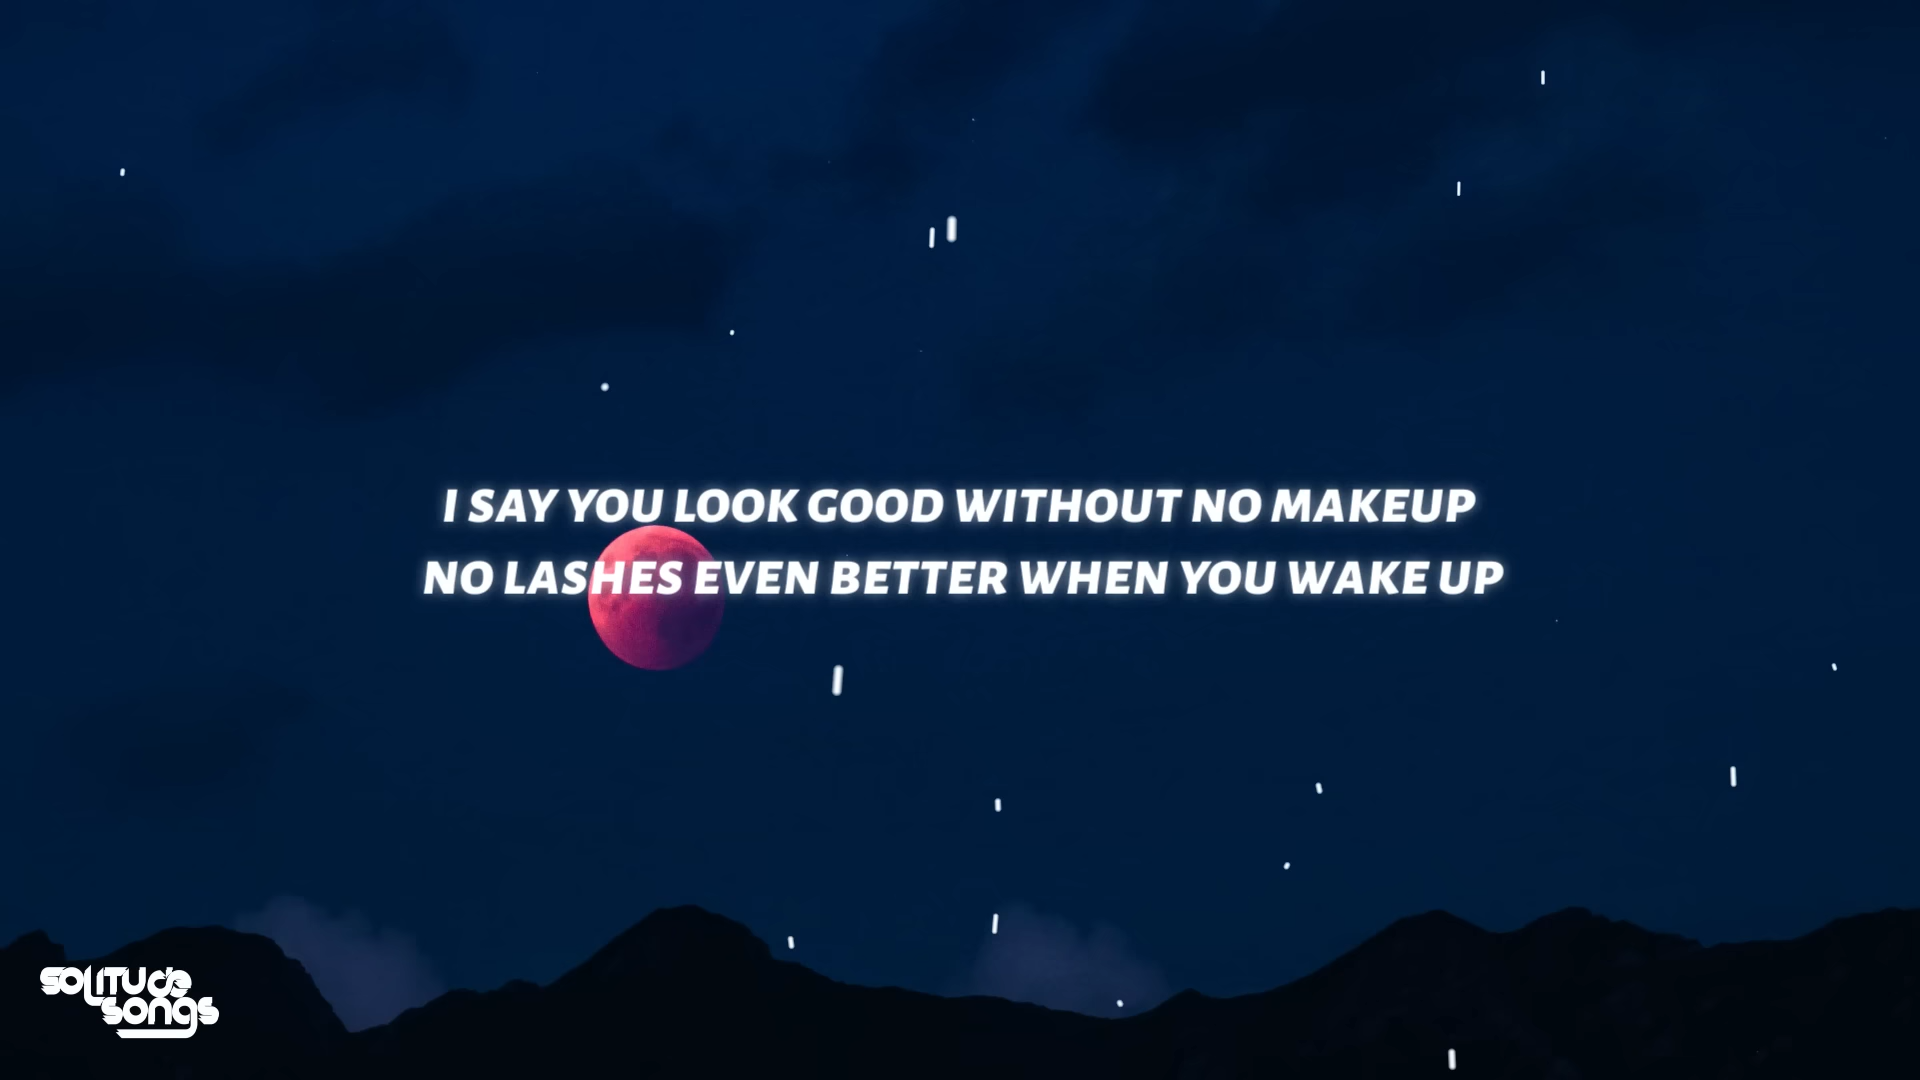 I SAY YOU LOOK GOOD WITHOUT NO MAKEUP
NO LASHES EVEN BETTER WHEN YOU WAKE UP
SOLITUDE
SONGS